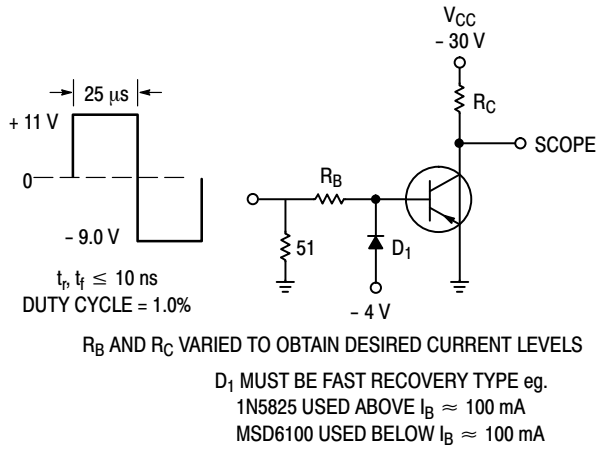 V_CC
– 30 V
25 μs
+ 11 V
R_C
SCOPE
0
R_B
– 9.0 V
51
D_1
t_r, t_f ≤ 10 ns
DUTY CYCLE = 1.0%
– 4 V
R_B AND R_C VARIED TO OBTAIN DESIRED CURRENT LEVELS
D_1 MUST BE FAST RECOVERY TYPE eg.
1N5825 USED ABOVE I_B ≈ 100 mA
MSD6100 USED BELOW I_B ≈ 100 mA